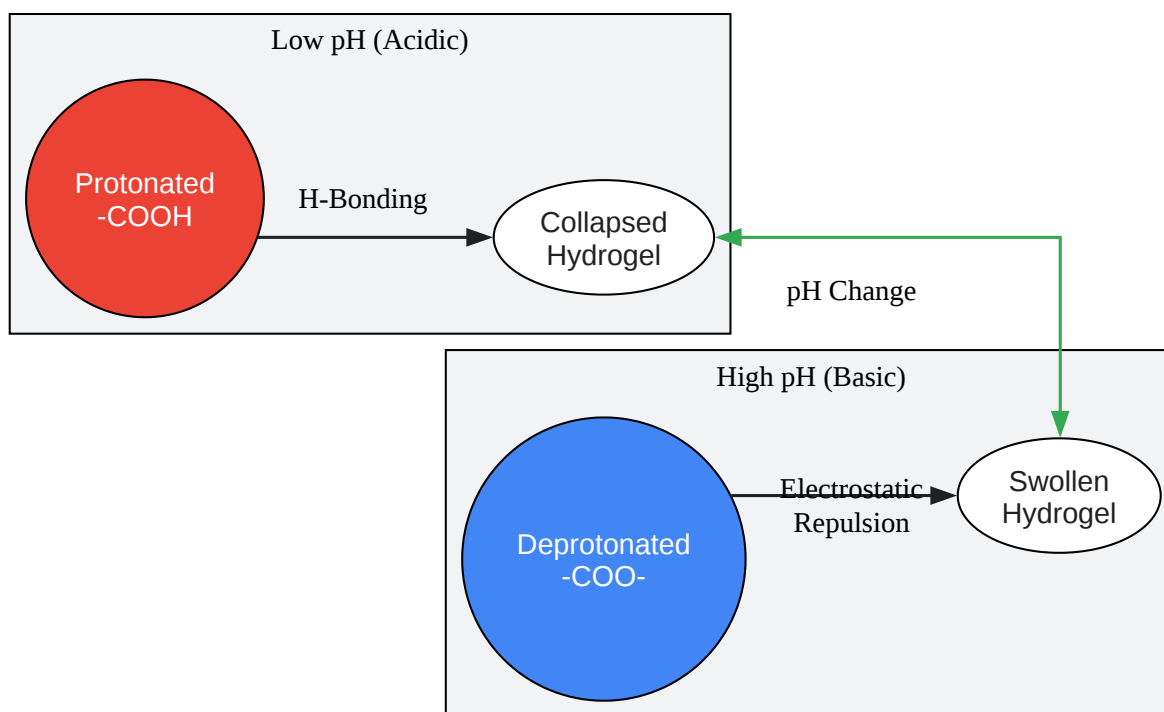 Low pH (Acidic)
Protonated
-COOH
H-Bonding
Collapsed
Hydrogel
pH Change
High pH (Basic)
Deprotonated
-COO-
Electrostatic
Repulsion
Swollen
Hydrogel